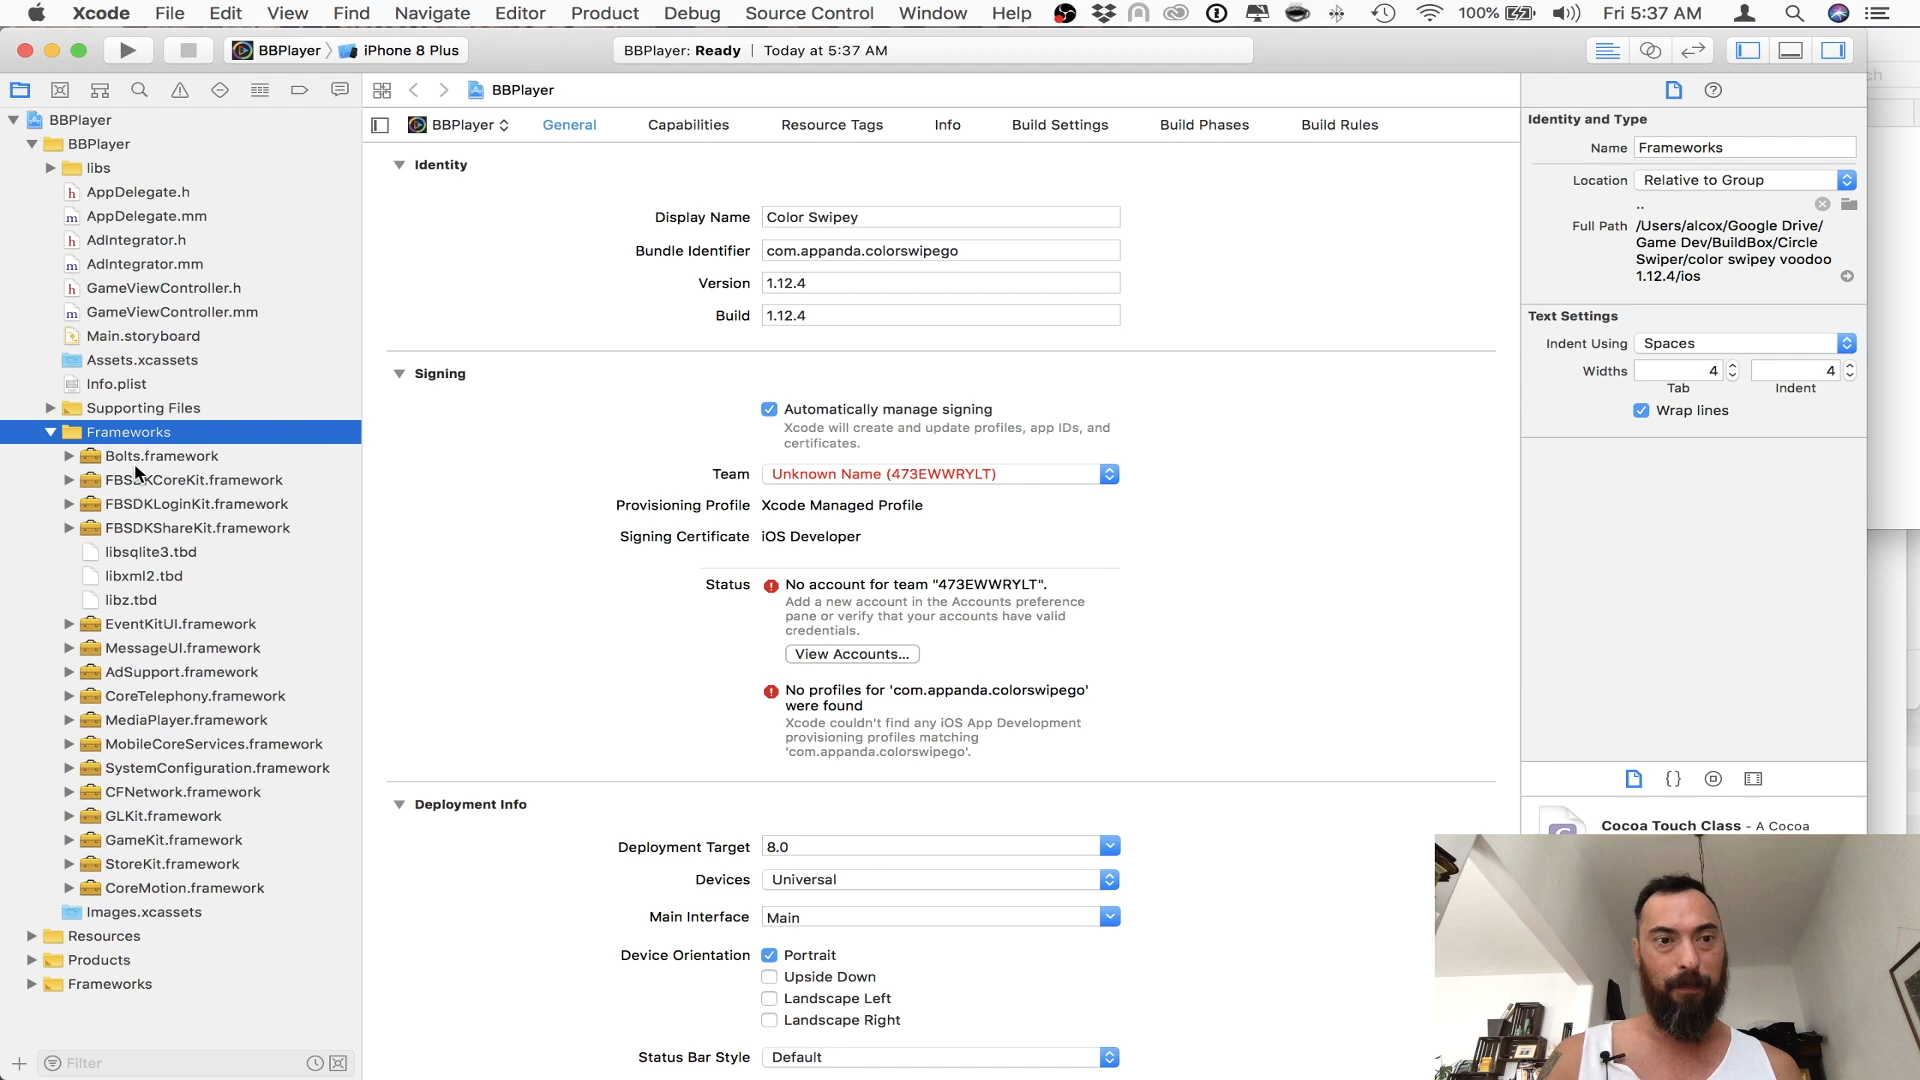 Xcode File Edit View Find Navigate Editor Product Debug Source Control Window Help 100% Fri 5:37 AM
BBPlayer iPhone 8 Plus
BBPlayer: Ready | Today at 5:37 AM
BBPlayer
BBPlayer
libs
AppDelegate.h
AppDelegate.mm
AdIntegrator.h
AdIntegrator.mm
GameViewController.h
GameViewController.mm
Main.storyboard
Assets.xcassets
Info.plist
Supporting Files
Frameworks
Bolts.framework
FBSDKCoreKit.framework
FBSDKLoginKit.framework
FBSDKShareKit.framework
libsqlite3.tbd
libxml2.tbd
libz.tbd
EventKitUI.framework
MessageUI.framework
AdSupport.framework
CoreTelephony.framework
MediaPlayer.framework
MobileCoreServices.framework
SystemConfiguration.framework
CFNetwork.framework
GLKit.framework
GameKit.framework
StoreKit.framework
CoreMotion.framework
Images.xcassets
Resources
Products
Frameworks
Filter
BBPlayer
BBPlayer General Capabilities Resource Tags Info Build Settings Build Phases Build Rules
Identity
Display Name Color Swipey
Bundle Identifier com.appanda.colorswipego
Version 1.12.4
Build 1.12.4
Signing
Automatically manage signing
Xcode will create and update profiles, app IDs, and
certificates.
Team Unknown Name (473EWWRYLT)
Provisioning Profile Xcode Managed Profile
Signing Certificate iOS Developer
Status No account for team "473EWWRYLT".
Add a new account in the Accounts preference
pane or verify that your accounts have valid
credentials.
View Accounts...
No profiles for 'com.appanda.colorswipego'
were found
Xcode couldn't find any iOS App Development
provisioning profiles matching
'com.appanda.colorswipego'.
Deployment Info
Deployment Target 8.0
Devices Universal
Main Interface Main
Device Orientation Portrait
Upside Down
Landscape Left
Landscape Right
Status Bar Style Default
Identity and Type
Name Frameworks
Location Relative to Group
..
Full Path /Users/alcox/Google Drive/
Game Dev/BuildBox/Circle
Swiper/color swipey voodoo
1.12.4/ios
Text Settings
Indent Using Spaces
Widths 4 4
Tab Indent
Wrap lines
Cocoa Touch Class - A Cocoa